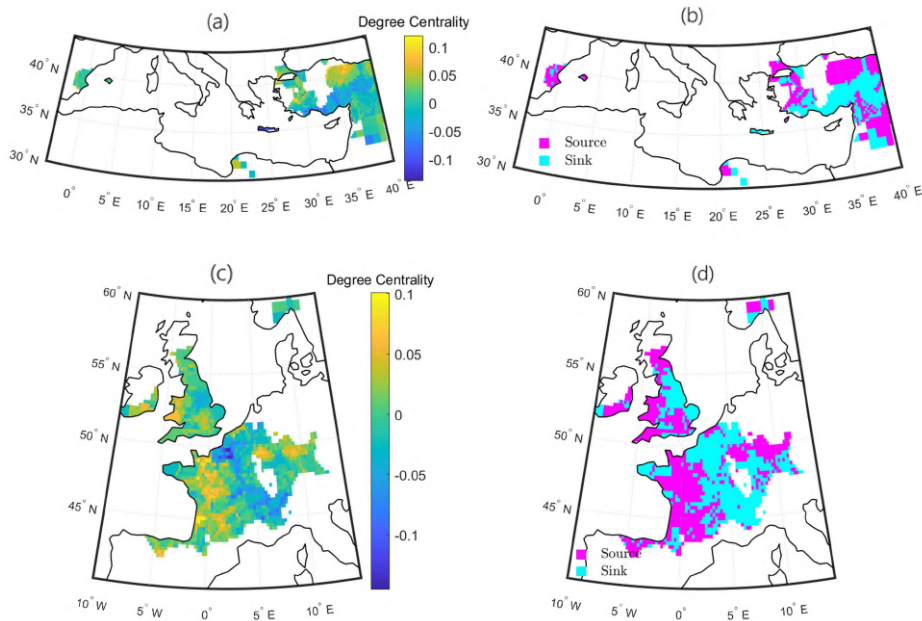 (a)
Degree Centrality
0.1
0.05
0
-0.05
-0.1
40° N
35° N
30° N
0°
5° E
10° E
15° E
20° E
25° E
30° E
35° E
40° E
(b)
40° N
35° N
30° N
Source
Sink
0°
5° E
10° E
15° E
20° E
25° E
30° E
35° E
40° E
(c)
Degree Centrality
0.1
0.05
0
-0.05
-0.1
60° N
55° N
50° N
45° N
10° W
5° W
0°
5° E
10° E
(d)
60° N
55° N
50° N
45° N
Source
Sink
10° W
5° W
0°
5° E
10° E